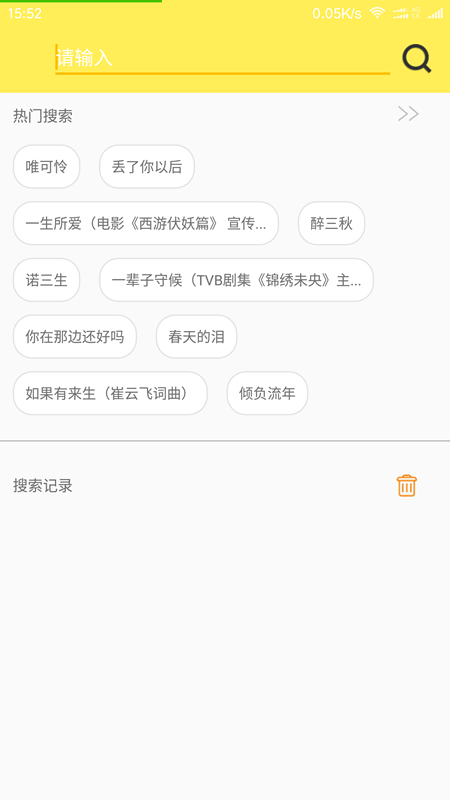 15:52 0.05K/s
请输入
热门搜索
唯可怜 丢了你以后
一生所爱（电影《西游伏妖篇》 宣传...
醉三秋
诺三生 一辈子守候（TVB剧集《锦绣未央》主...
你在那边还好吗 春天的泪
如果有来生（崔云飞词曲） 倾负流年
搜索记录